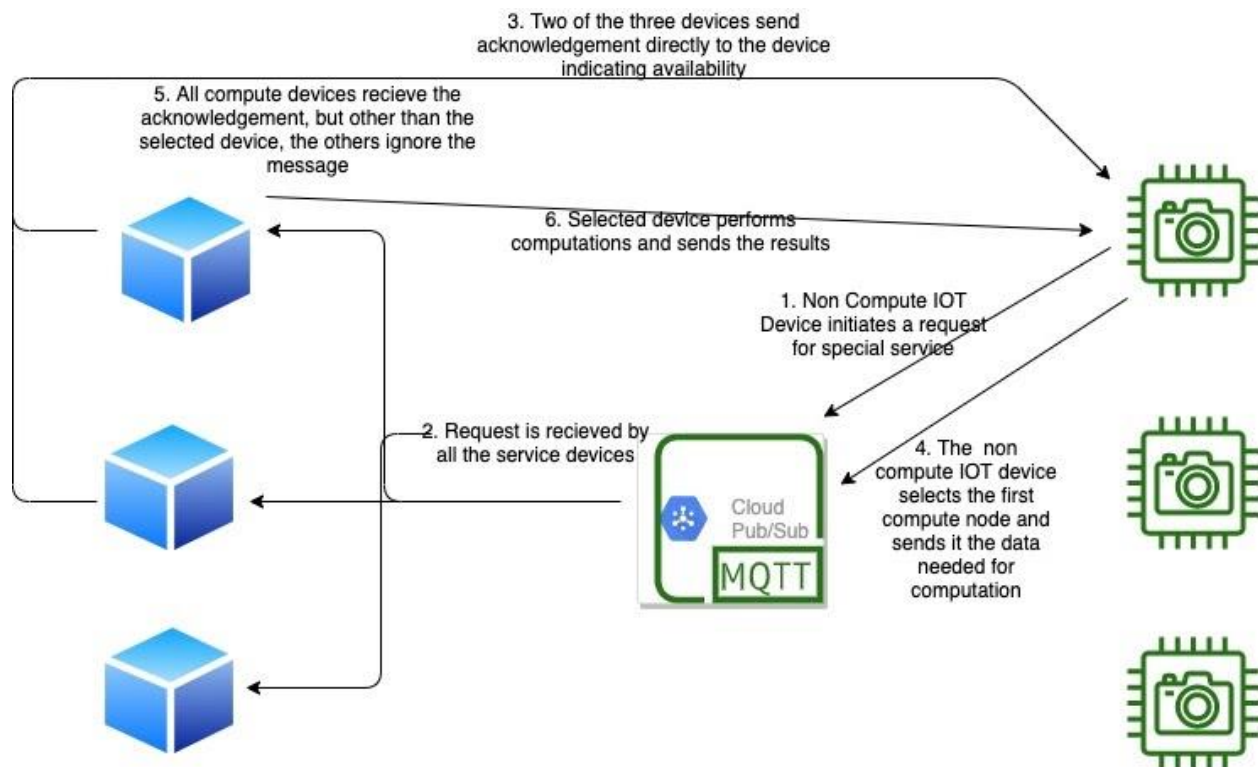 3. Two of the three devices send
acknowledgement directly to the device
indicating availability
5. All compute devices recieve the
acknowledgement, but other than the
selected device, the others ignore the
message
6. Selected device performs
computations and sends the results
1. Non Compute IOT
Device initiates a request
for special service
2. Request is recieved by
all the service devices
Cloud
Pub/Sub
MQTT
4. The non
compute IOT device
selects the first
compute node and
sends it the data
needed for
computation